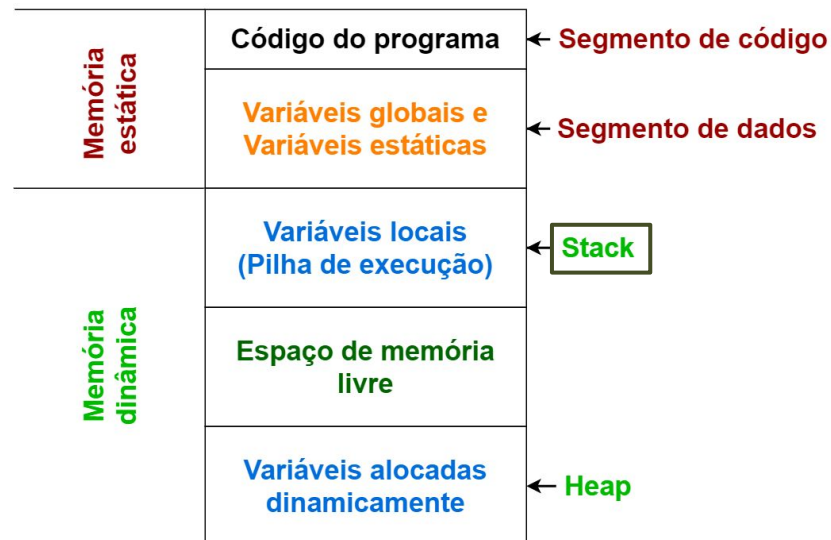 Memória
estática
Código do programa
Segmento de código
Variáveis globais e
Variáveis estáticas
Segmento de dados
Memória
dinâmica
Variáveis locais
(Pilha de execução)
Stack
Espaço de memória
livre
Variáveis alocadas
dinamicamente
Heap